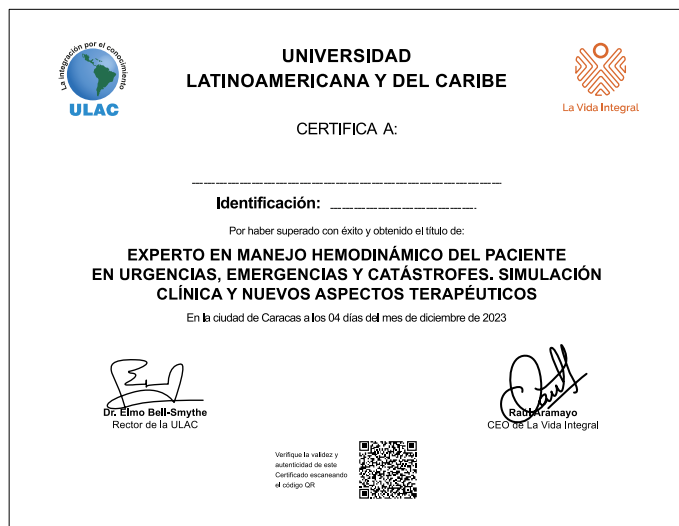 La integración por el conocimiento
ULAC
UNIVERSIDAD
LATINOAMERICANA Y DEL CARIBE
La Vida Integral
CERTIFICA A:
Identificación:
Por haber superado con éxito y obtenido el título de:
EXPERTO EN MANEJO HEMODINÁMICO DEL PACIENTE
EN URGENCIAS, EMERGENCIAS Y CATÁSTROFES. SIMULACIÓN
CLÍNICA Y NUEVOS ASPECTOS TERAPÉUTICOS
En la ciudad de Caracas a los 04 días del mes de diciembre de 2023
Dr. Elmo Bell-Smythe
Rector de la ULAC
Raúl Aramayo
CEO de La Vida Integral
Verifique la validez y
autenticidad de este
Certificado escaneando
el código QR